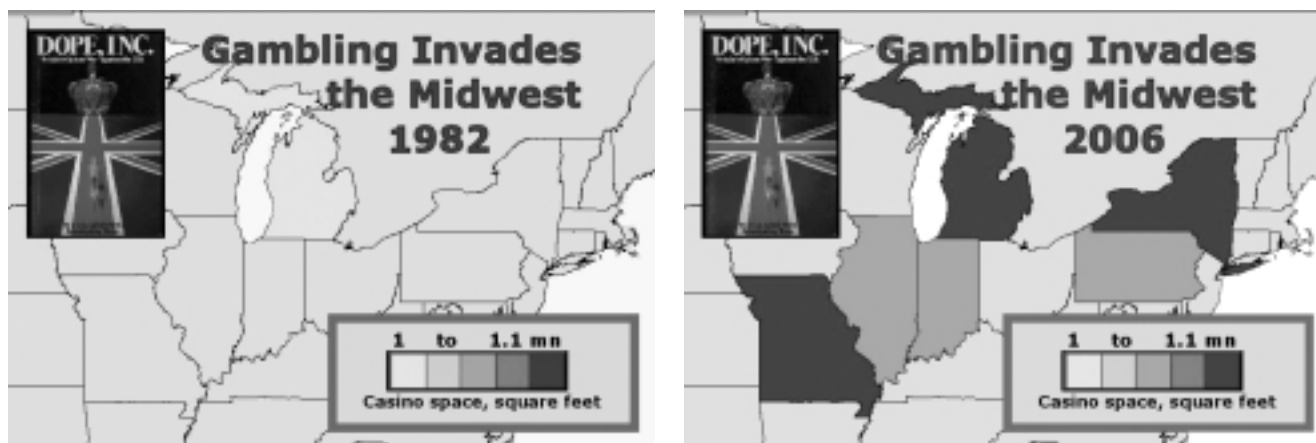 DOPE, INC.
Gambling Invades
the Midwest
1982
1 to 1.1 mn
Casino space, square feet
DOPE, INC.
Gambling Invades
the Midwest
2006
1 to 1.1 mn
Casino space, square feet